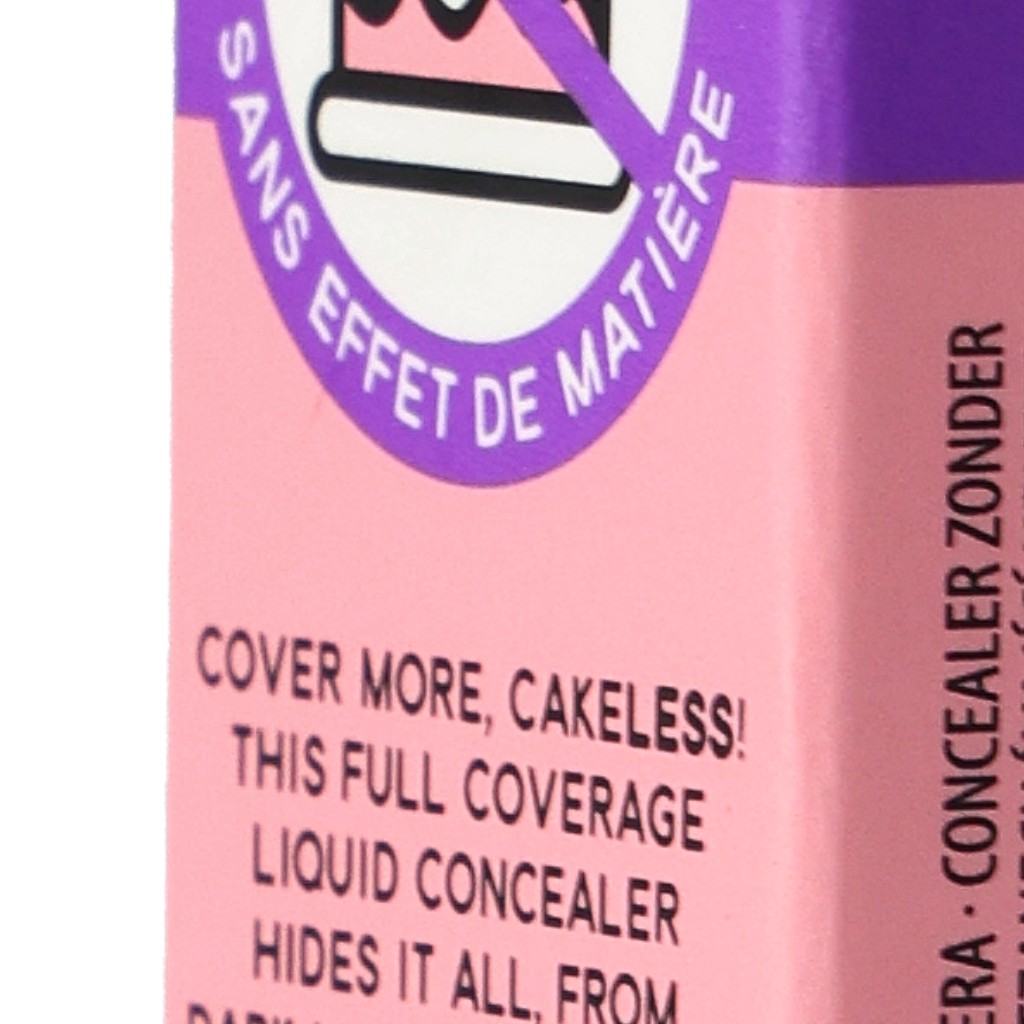 SANS EFFET DE MATIÈRE
COVER MORE, CAKELESS!
THIS FULL COVERAGE
LIQUID CONCEALER
HIDES IT ALL, FROM
ERA · CONCEALER ZONDER